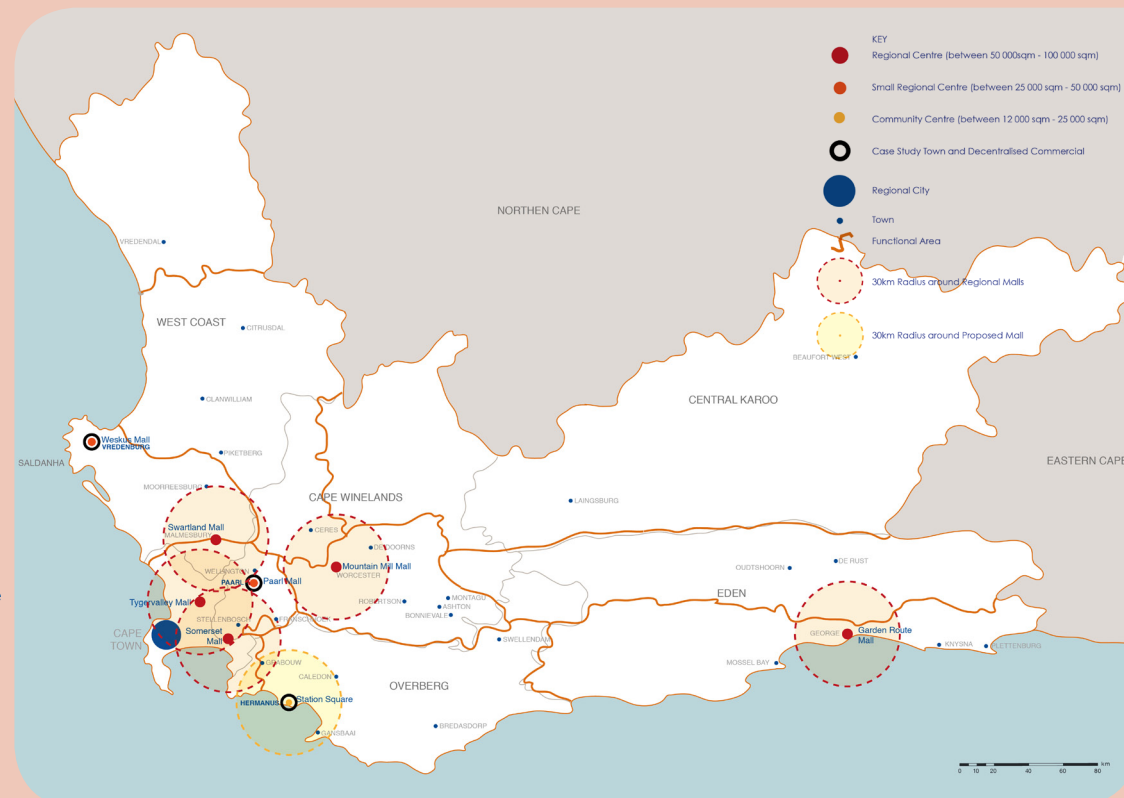 KEY
Regional Centre (between 50 000sqm - 100 000 sqm)
Small Regional Centre (between 25 000 sqm - 50 000 sqm)
Community Centre (between 12 000 sqm - 25 000 sqm)
Case Study Town and Decentralised Commercial
Regional City
Town
Functional Area
30km Radius around Regional Malls
30km Radius around Proposed Mall
NORTHEN CAPE
VREDENDAL
WEST COAST
CITRUSDAL
BEAUFORT WEST
CLANWILLIAM
CENTRAL KAROO
Weskus Mall
VREDENBURG
PIKETBERG
SALDANHA
EASTERN CAPE
MOORREESBURG
CAPE WINELANDS
LAINGSBURG
Swartland Mall
MALMESBURY
CERES
DE DOORNS
Mountain Mill Mall
WORCESTER
WELLINGTON
PAARL
Paarl Mall
OUDTSHOORN
DE RUST
Tygervalley Mall
ROBERTSON
MONTAGU
ASHTON
BONNIEVALE
EDEN
STELLENBOSCH
FRANSCHHOEK
CAPE
TOWN
Somerset
Mall
SWELLENDAM
GEORGE
Garden Route
Mall
KNYSNA
PLETTENBURG
GRABOUW
CALEDON
MOSSEL BAY
OVERBERG
HERMANUS
Station Square
GANSBAAI
BREDASDORP
km
0 10 20 40 60 80